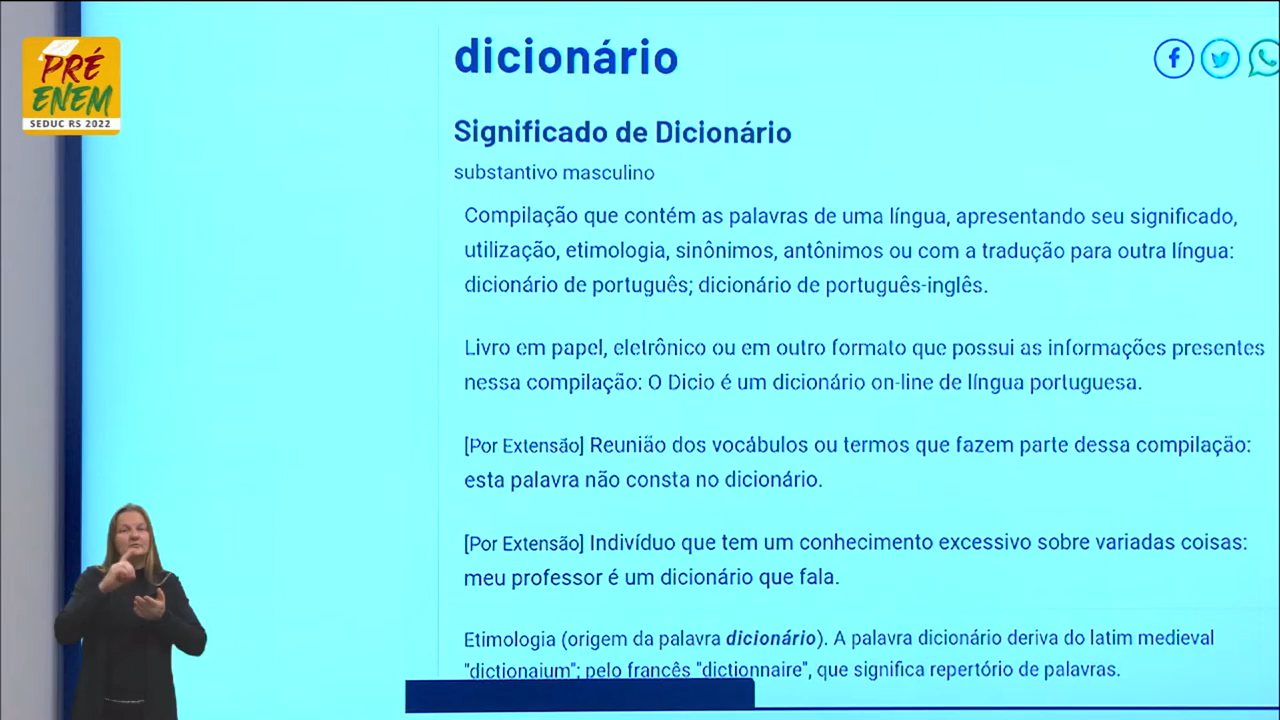 PRÉ
ENEM
SEDUC RS 2022
dicionário
Significado de Dicionário
substantivo masculino
Compilação que contém as palavras de uma língua, apresentando seu significado,
utilização, etimologia, sinônimos, antônimos ou com a tradução para outra língua:
dicionário de português; dicionário de português-inglês.
Livro em papel, eletrônico ou em outro formato que possui as informações presentes
nessa compilação: O Dicio é um dicionário on-line de língua portuguesa.
[Por Extensão] Reunião dos vocábulos ou termos que fazem parte dessa compilação:
esta palavra não consta no dicionário.
[Por Extensão] Indivíduo que tem um conhecimento excessivo sobre variadas coisas:
meu professor é um dicionário que fala.
Etimologia (origem da palavra dicionário). A palavra dicionário deriva do latim medieval
"dictionaium"; pelo francês "dictionnaire", que significa repertório de palavras.